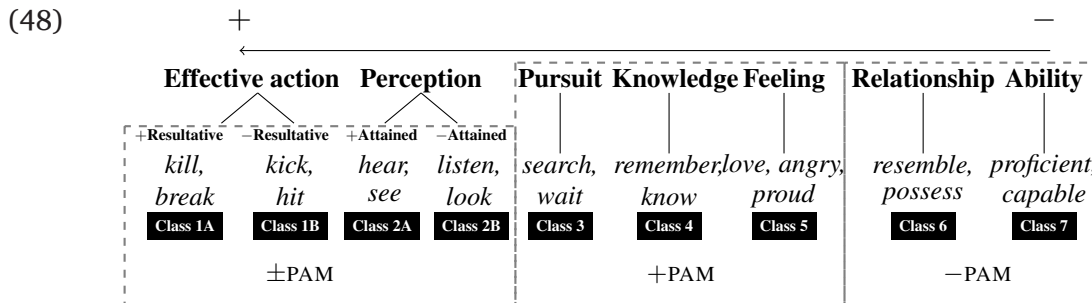 (48) + −
Effective action Perception Pursuit Knowledge Feeling Relationship Ability
+Resultative −Resultative +Attained −Attained
kill, kick, hear, listen, search, remember, love, angry, resemble, proficient,
break hit see look wait know proud possess capable
Class 1A Class 1B Class 2A Class 2B Class 3 Class 4 Class 5 Class 6 Class 7
±PAM +PAM −PAM